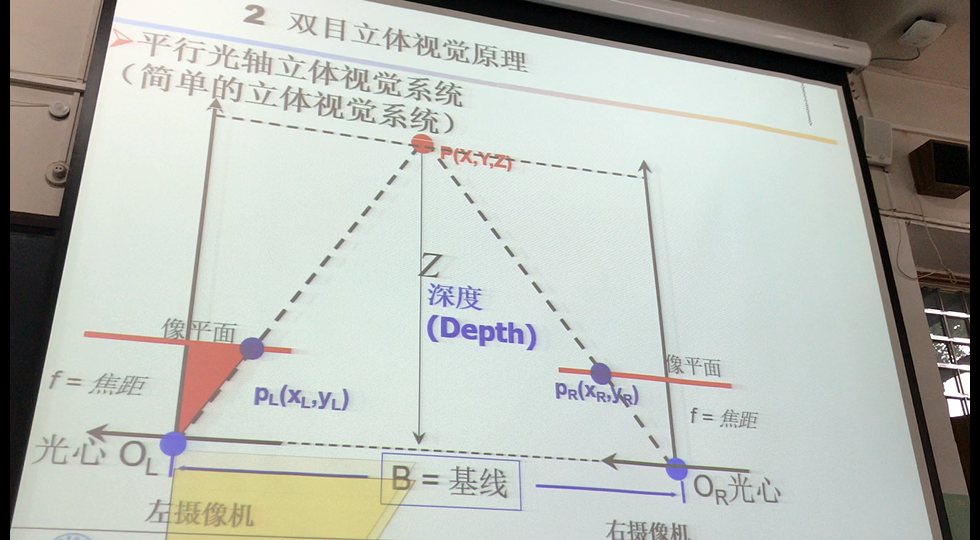 2 双目立体视觉原理
平行光轴立体视觉系统
（简单的立体视觉系统）
P(X,Y,Z)
Z
深度
(Depth)
像平面
像平面
f = 焦距
pL(xL,yL)
pR(xR,yR)
f = 焦距
光心 OL
B = 基线
OR光心
左摄像机
右摄像机